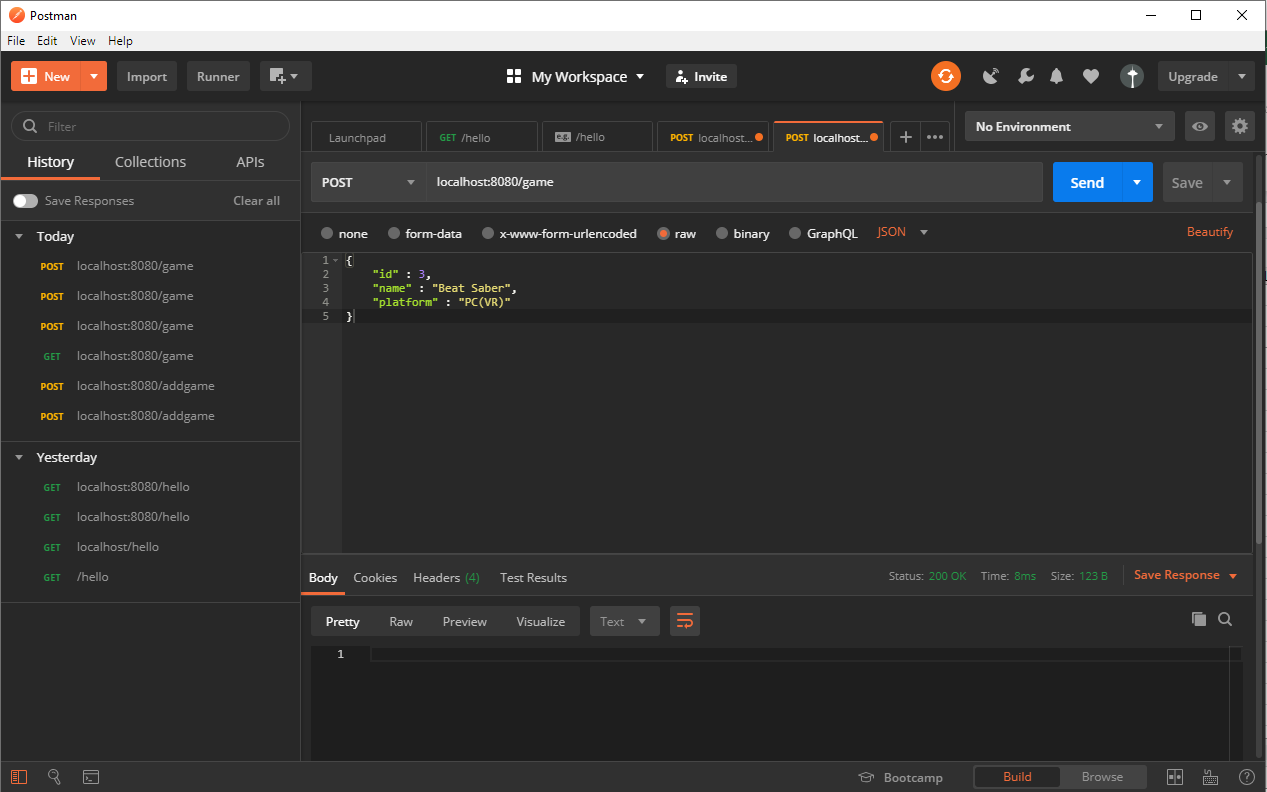 Postman
File Edit View Help
New Import Runner My Workspace Invite Upgrade
Filter
History Collections APIs
Save Responses Clear all
Today
POST localhost:8080/game
POST localhost:8080/game
POST localhost:8080/game
GET localhost:8080/game
POST localhost:8080/addgame
POST localhost:8080/addgame
Yesterday
GET localhost:8080/hello
GET localhost:8080/hello
GET localhost/hello
GET /hello
Launchpad GET /hello e.g. /hello POST localhost... POST localhost... + ••• No Environment
POST localhost:8080/game Send Save
none form-data x-www-form-urlencoded raw binary GraphQL JSON Beautify
1 {
2 "id" : 3,
3 "name" : "Beat Saber",
4 "platform" : "PC(VR)"
5 }
Body Cookies Headers (4) Test Results Status: 200 OK Time: 8ms Size: 123 B Save Response
Pretty Raw Preview Visualize Text
1
Bootcamp Build Browse ?